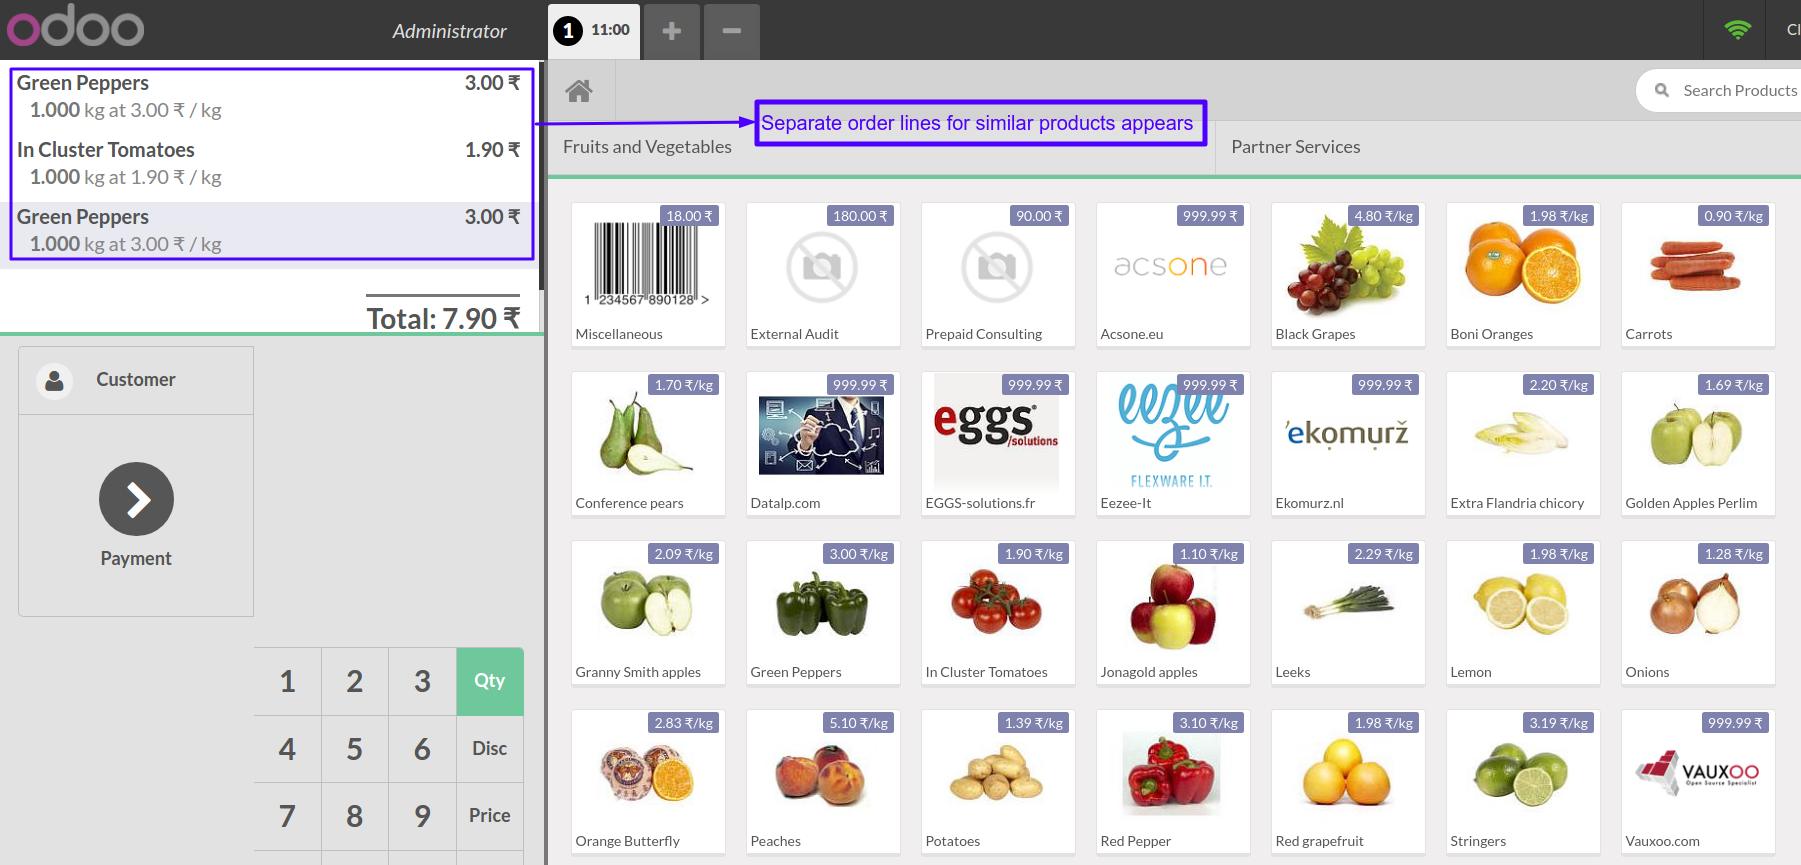 odoo
Administrator
1 11:00
Cl
Green Peppers 3.00 ₹
1.000 kg at 3.00 ₹ / kg
In Cluster Tomatoes 1.90 ₹
1.000 kg at 1.90 ₹ / kg
Green Peppers 3.00 ₹
1.000 kg at 3.00 ₹ / kg
Total: 7.90 ₹
Customer
Payment
1 2 3 Qty
4 5 6 Disc
7 8 9 Price
Search Products
Separate order lines for similar products appears
Fruits and Vegetables
Partner Services
18.00 ₹
1 234567 890128 >
Miscellaneous
180.00 ₹
External Audit
90.00 ₹
Prepaid Consulting
999.99 ₹
acsone
Acsone.eu
4.80 ₹/kg
Black Grapes
1.98 ₹/kg
Boni Oranges
0.90 ₹/kg
Carrots
1.70 ₹/kg
Conference pears
999.99 ₹
Datalp.com
999.99 ₹
eggs®
/solutions
EGGS-solutions.fr
999.99 ₹
eezee
FLEXWARE I.T.
Eezee-It
999.99 ₹
'ekomurž
Ekomurz.nl
2.20 ₹/kg
Extra Flandria chicory
1.69 ₹/kg
Golden Apples Perlim
2.09 ₹/kg
Granny Smith apples
3.00 ₹/kg
Green Peppers
1.90 ₹/kg
In Cluster Tomatoes
1.10 ₹/kg
Jonagold apples
2.29 ₹/kg
Leeks
1.98 ₹/kg
Lemon
1.28 ₹/kg
Onions
2.83 ₹/kg
Orange Butterfly
5.10 ₹/kg
Peaches
1.39 ₹/kg
Potatoes
3.10 ₹/kg
Red Pepper
1.98 ₹/kg
Red grapefruit
3.19 ₹/kg
Stringers
999.99 ₹
VAUXOO
Open Source Specialist
Vauxoo.com